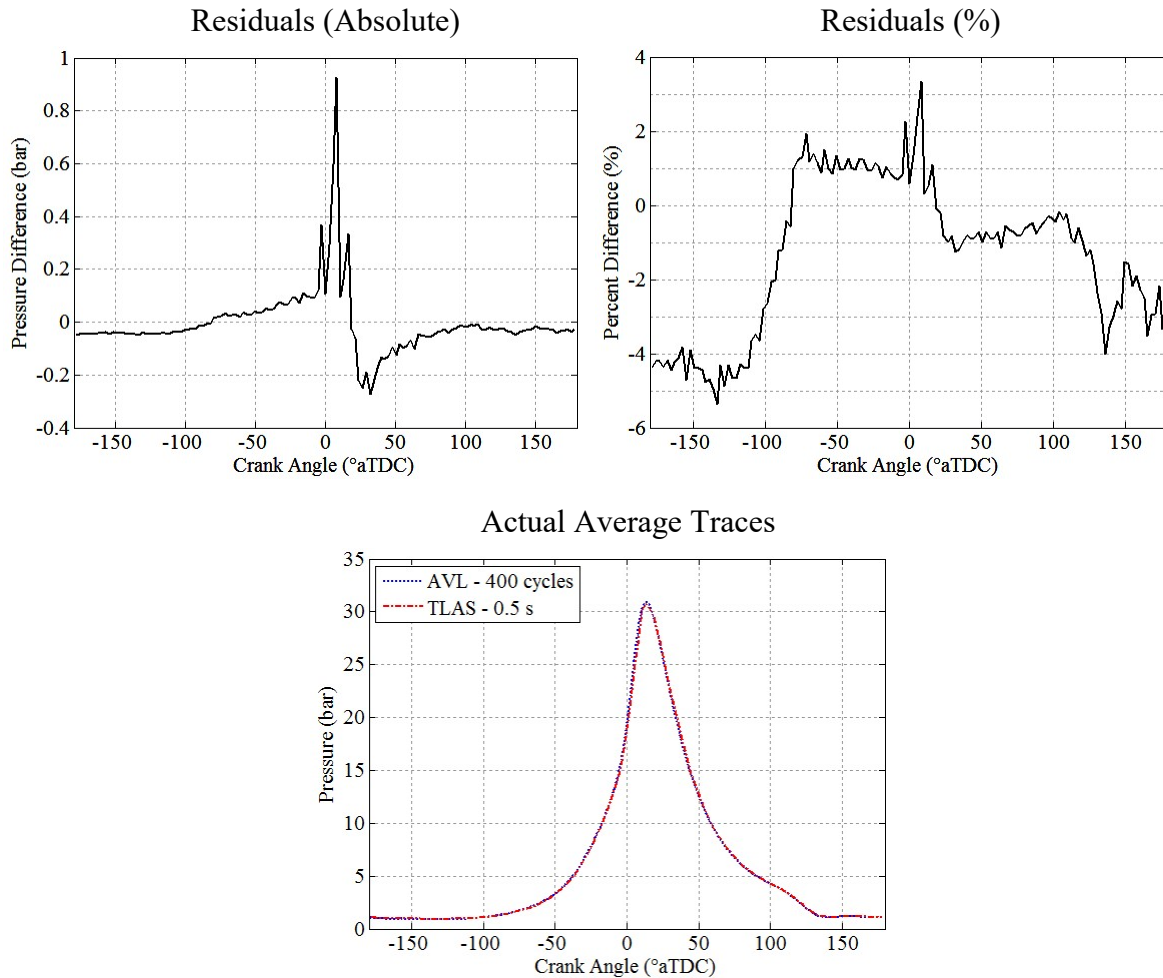 Residuals (Absolute)
1
0.8
0.6
0.4
0.2
0
-0.2
-0.4
Pressure Difference (bar)
-150 -100 -50 0 50 100 150
Crank Angle (°aTDC)
Residuals (%)
4
2
0
-2
-4
-6
Percent Difference (%)
-150 -100 -50 0 50 100 150
Crank Angle (°aTDC)
Actual Average Traces
35
30
25
20
15
10
5
0
Pressure (bar)
AVL - 400 cycles
TLAS - 0.5 s
-150 -100 -50 0 50 100 150
Crank Angle (°aTDC)